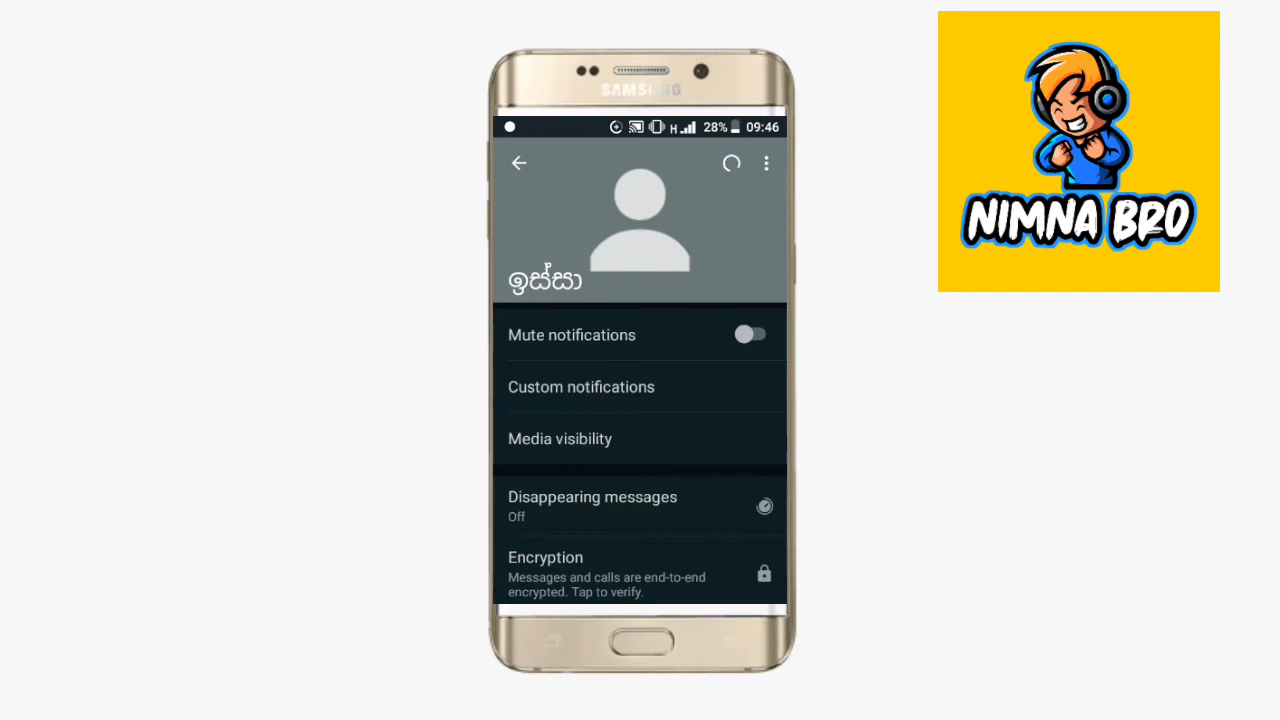 SAMSUNG
H 28% 09:46
ඉස්සා
Mute notifications
Custom notifications
Media visibility
Disappearing messages
Off
Encryption
Messages and calls are end-to-end
encrypted. Tap to verify.
NIMNA BRO